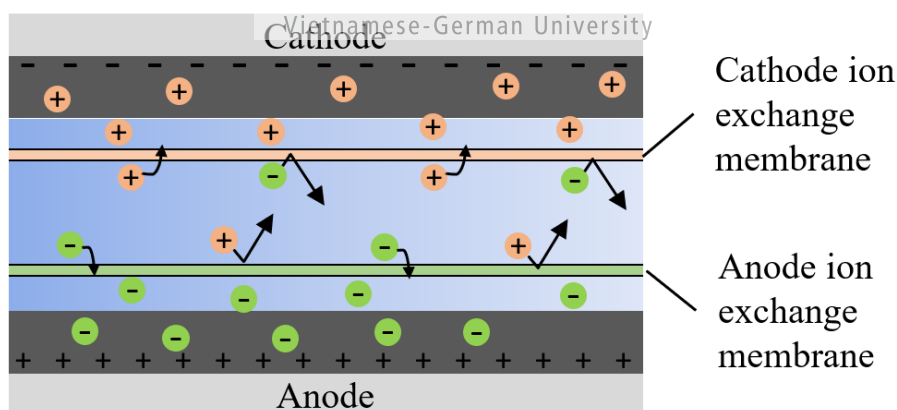 Vietnamese-German University
Cathode
Cathode ion
exchange
membrane
Anode ion
exchange
membrane
Anode